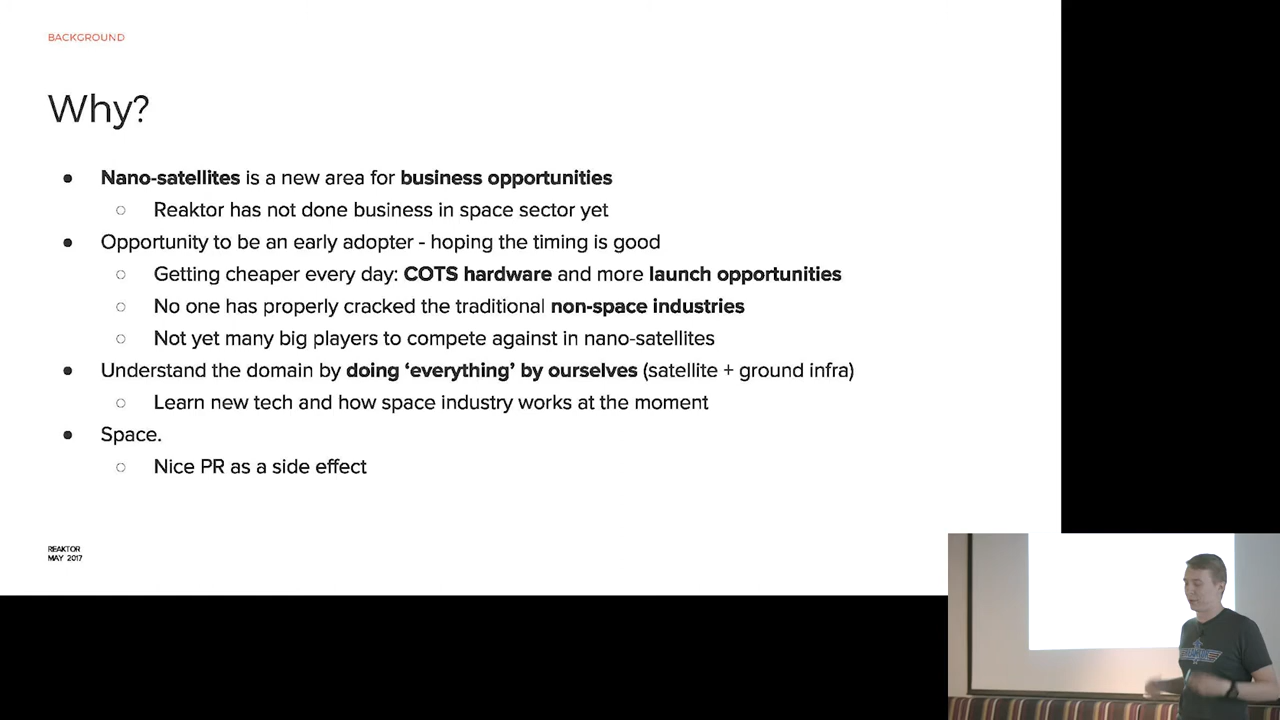 BACKGROUND
Why?
● Nano-satellites is a new area for business opportunities
○ Reaktor has not done business in space sector yet
● Opportunity to be an early adopter - hoping the timing is good
○ Getting cheaper every day: COTS hardware and more launch opportunities
○ No one has properly cracked the traditional non-space industries
○ Not yet many big players to compete against in nano-satellites
● Understand the domain by doing ‘everything’ by ourselves (satellite + ground infra)
○ Learn new tech and how space industry works at the moment
● Space.
○ Nice PR as a side effect
REAKTOR
MAY 2017